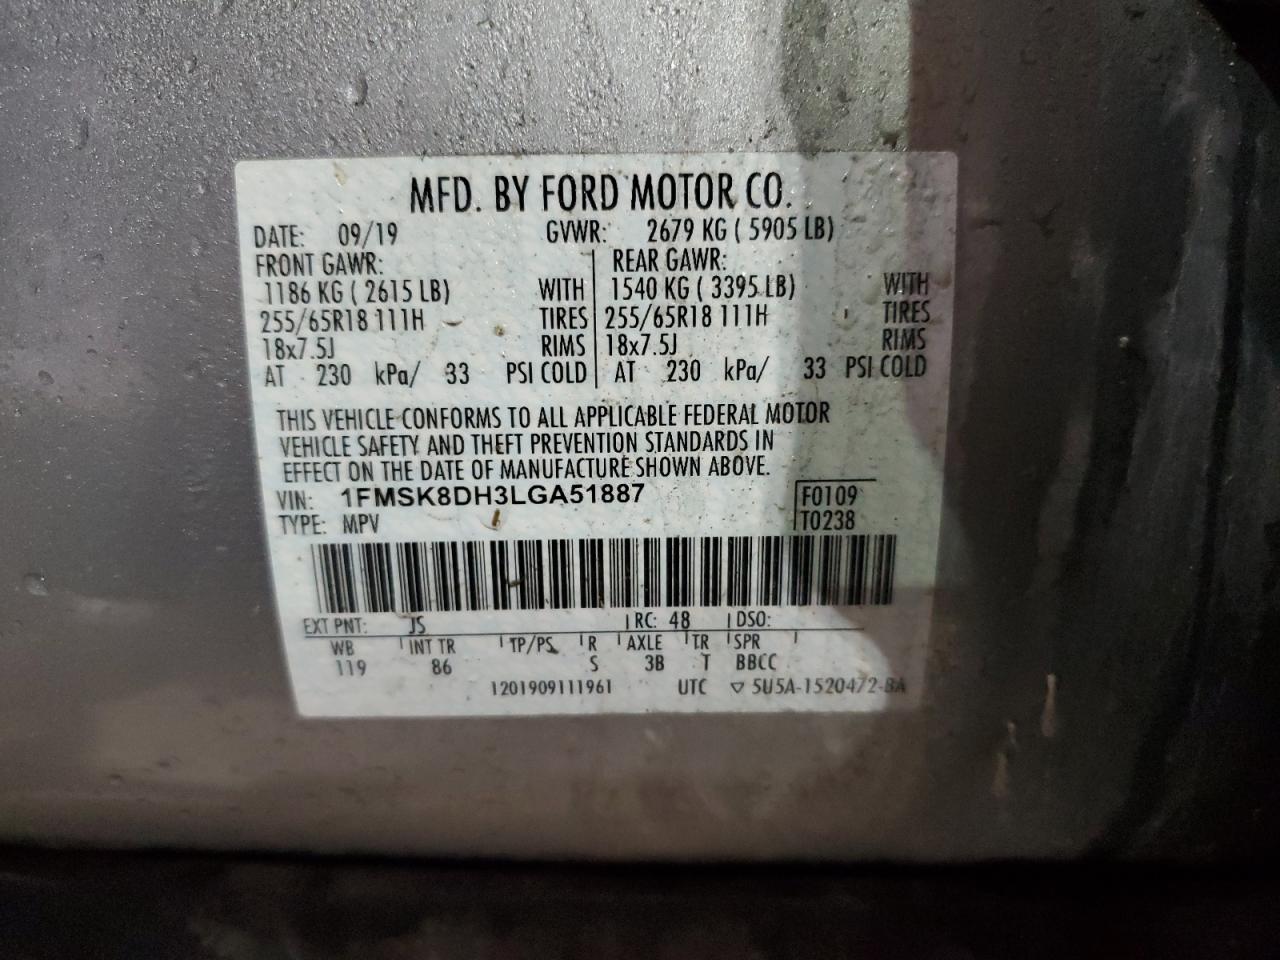 MFD. BY FORD MOTOR CO.
DATE: 09/19 GVWR: 2679 KG ( 5905 LB)
FRONT GAWR: REAR GAWR:
1186 KG ( 2615 LB) WITH 1540 KG ( 3395 LB) WITH
255/65R18 111H TIRES 255/65R18 111H TIRES
18x7.5J RIMS 18x7.5J RIMS
AT 230 kPa/ 33 PSI COLD AT 230 kPa/ 33 PSI COLD
THIS VEHICLE CONFORMS TO ALL APPLICABLE FEDERAL MOTOR
VEHICLE SAFETY AND THEFT PREVENTION STANDARDS IN
EFFECT ON THE DATE OF MANUFACTURE SHOWN ABOVE.
VIN: 1FMSK8DH3LGA51887 F0109
TYPE: MPV T0238
EXT PNT: JS RC: 48 DSO:
WB INT TR TP/PS R AXLE TR SPR
119 86 S 3B T BBCC
1201909111961 UTC ▽ 5U5A-1520472-BA